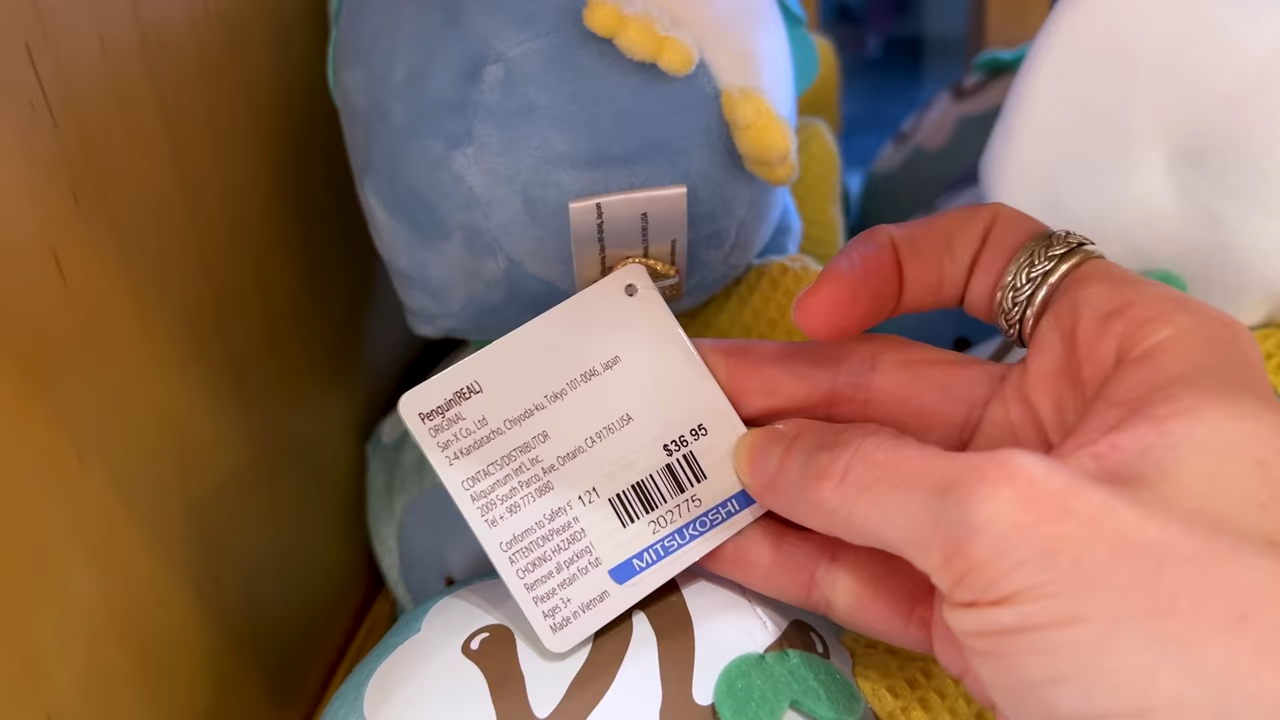 Penguin(REAL)
ORIGINAL
San-X Co., Ltd
2-4 Kandatacho, Chiyoda-ku, Tokyo 101-0046, Japan
CONTACTS/DISTRIBUTOR
Aliquantum Int'l, Inc
2009 South Parco, Ave, Ontario, CA 91761,USA
Tel +: 909 773 0880
Conforms to Safety
ATTENTION:Please
CHOKING HAZARD
Remove all packing
Please retain for
Ages 3+
Made in Vietnam
$36.95
121
202775
MITSUKOSHI